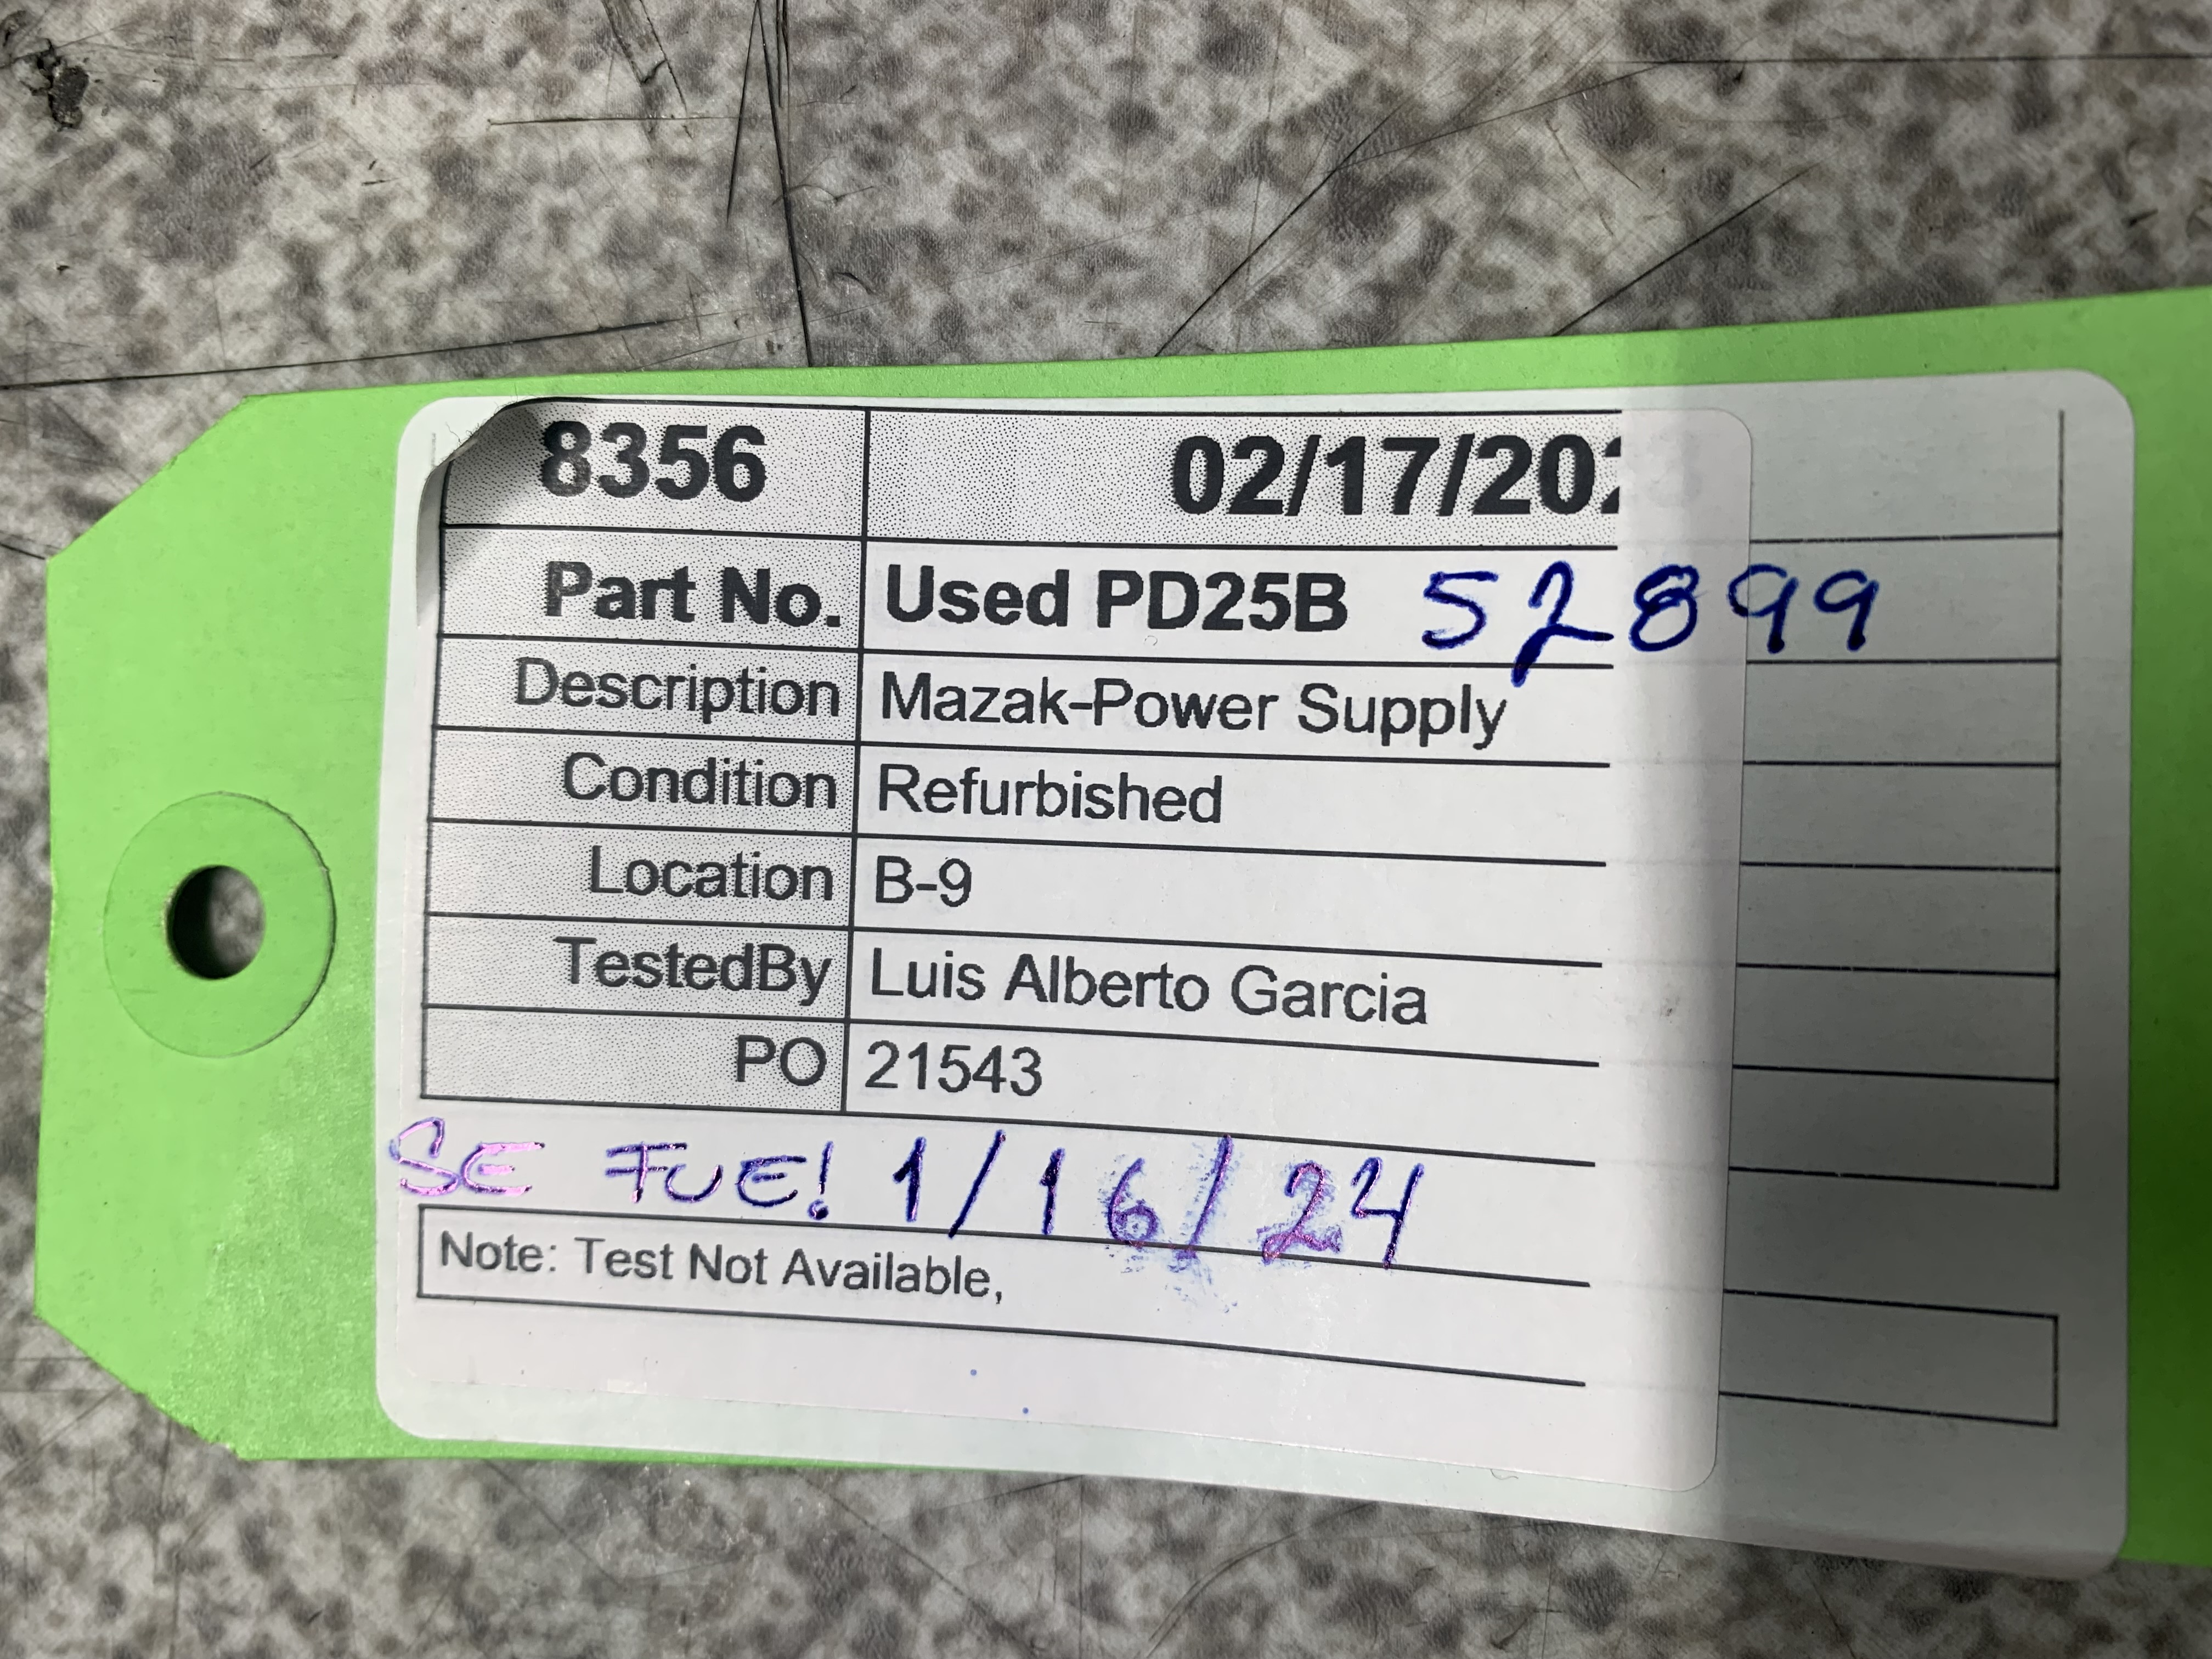 8356 02/17/202
Part No. Used PD25B 52899
Description Mazak-Power Supply
Condition Refurbished
Location B-9
TestedBy Luis Alberto Garcia
PO 21543
SE FUE! 1/16/24
Note: Test Not Available,